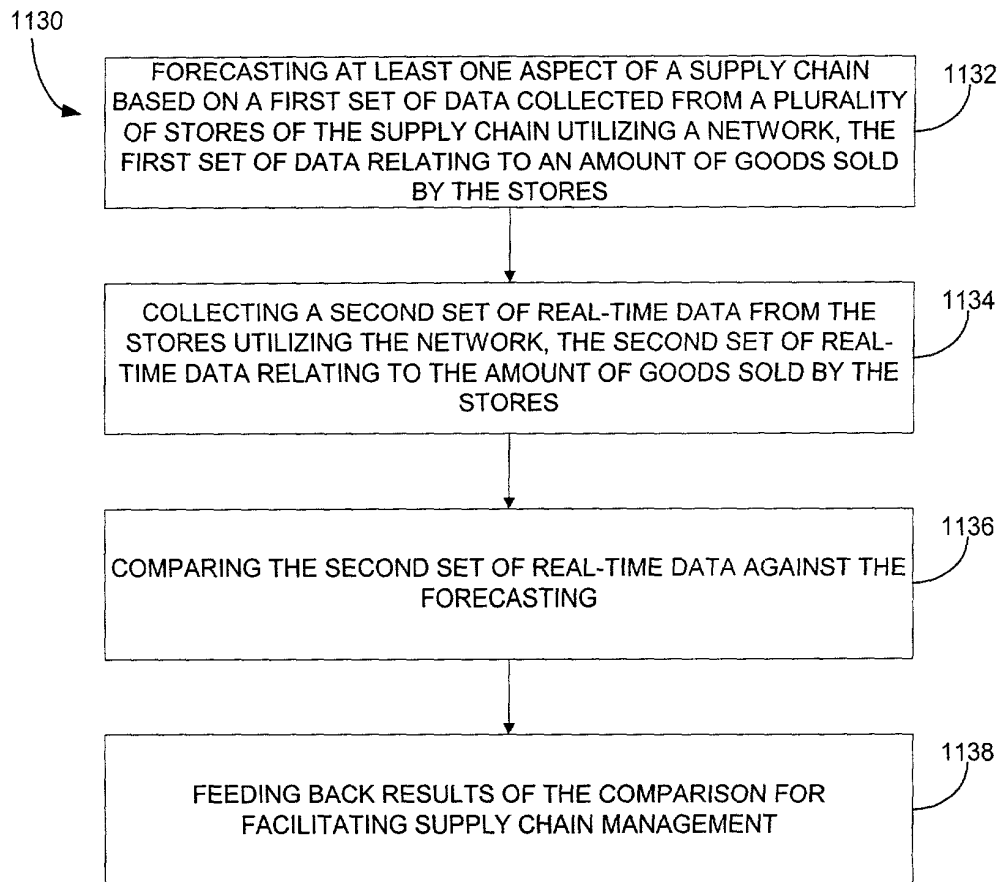 1130
FORECASTING AT LEAST ONE ASPECT OF A SUPPLY CHAIN
BASED ON A FIRST SET OF DATA COLLECTED FROM A PLURALITY
OF STORES OF THE SUPPLY CHAIN UTILIZING A NETWORK, THE
FIRST SET OF DATA RELATING TO AN AMOUNT OF GOODS SOLD
BY THE STORES
1132
COLLECTING A SECOND SET OF REAL-TIME DATA FROM THE
STORES UTILIZING THE NETWORK, THE SECOND SET OF REAL-
TIME DATA RELATING TO THE AMOUNT OF GOODS SOLD BY THE
STORES
1134
COMPARING THE SECOND SET OF REAL-TIME DATA AGAINST THE
FORECASTING
1136
FEEDING BACK RESULTS OF THE COMPARISON FOR
FACILITATING SUPPLY CHAIN MANAGEMENT
1138